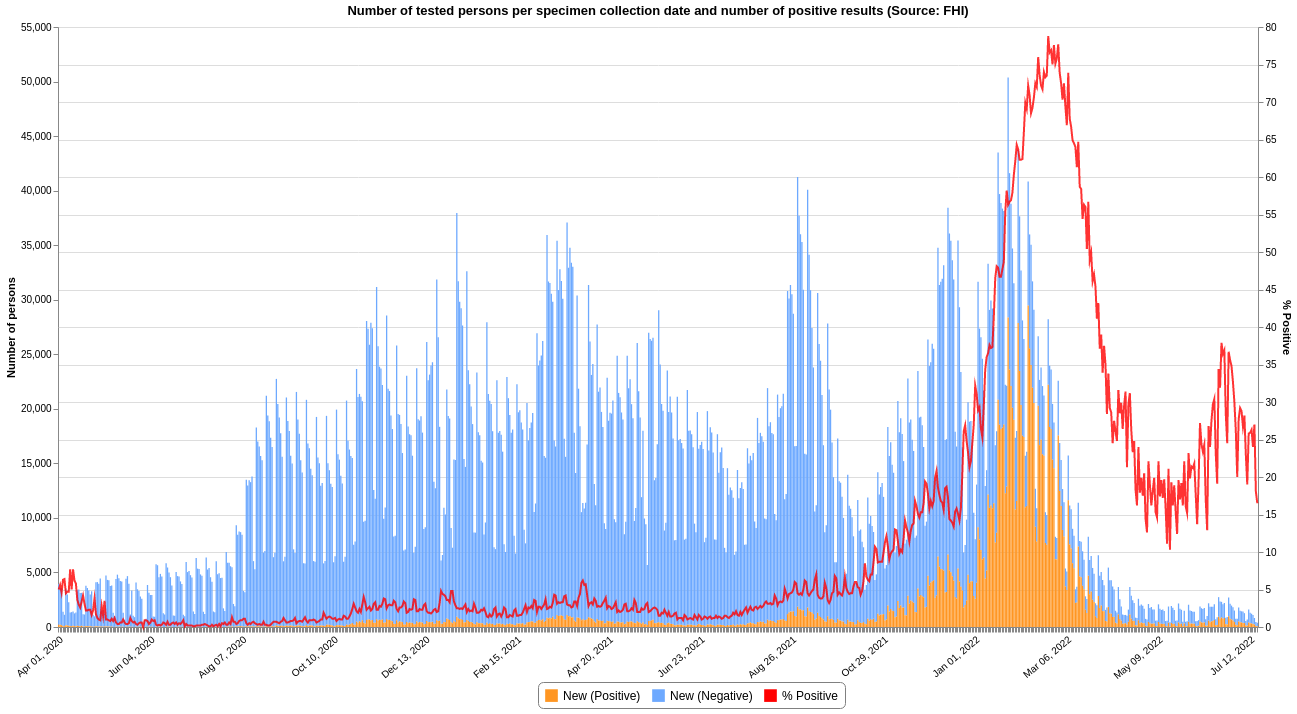 Number of tested persons per specimen collection date and number of positive results (Source: FHI)
55,000
50,000
45,000
40,000
35,000
30,000
25,000
20,000
15,000
10,000
5,000
0
Number of persons
80
75
70
65
60
55
50
45
40
35
30
25
20
15
10
5
0
% Positive
Apr 01, 2020
Jun 04, 2020
Aug 07, 2020
Oct 10, 2020
Dec 13, 2020
Feb 15, 2021
Apr 20, 2021
Jun 23, 2021
Aug 26, 2021
Oct 29, 2021
Jan 01, 2022
Mar 06, 2022
May 09, 2022
Jul 12, 2022
New (Positive) New (Negative) % Positive